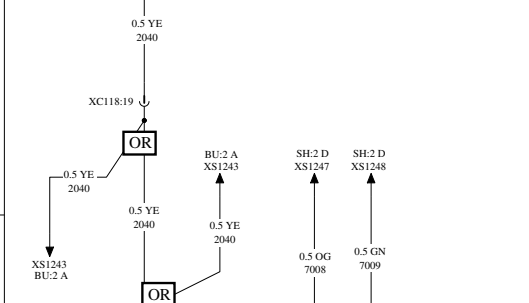 0.5 YE
2040
XC118:19
OR
BU:2 A
XS1243
SH:2 D
XS1247
SH:2 D
XS1248
0.5 YE
2040
0.5 YE
2040
0.5 YE
2040
0.5 OG
7008
0.5 GN
7009
XS1243
BU:2 A
OR